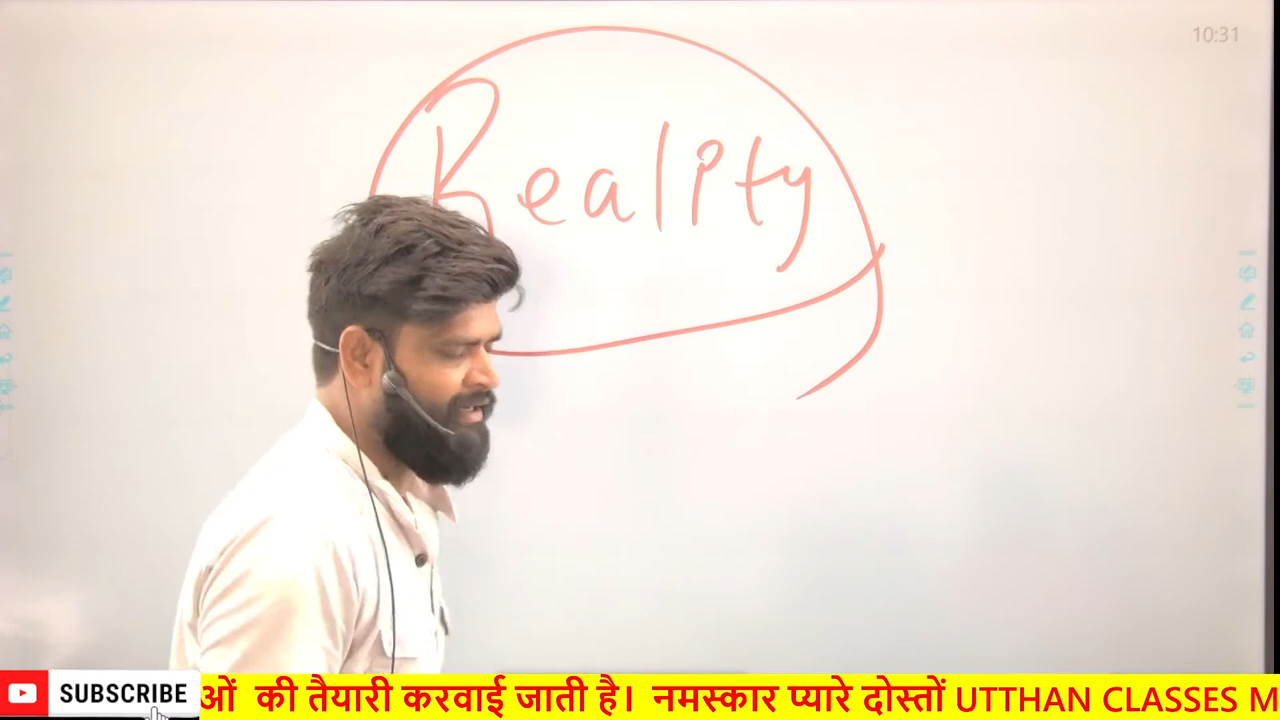 10:31
Reality
SUBSCRIBE
ओं की तैयारी करवाई जाती है। नमस्कार प्यारे दोस्तों UTTHAN CLASSES M